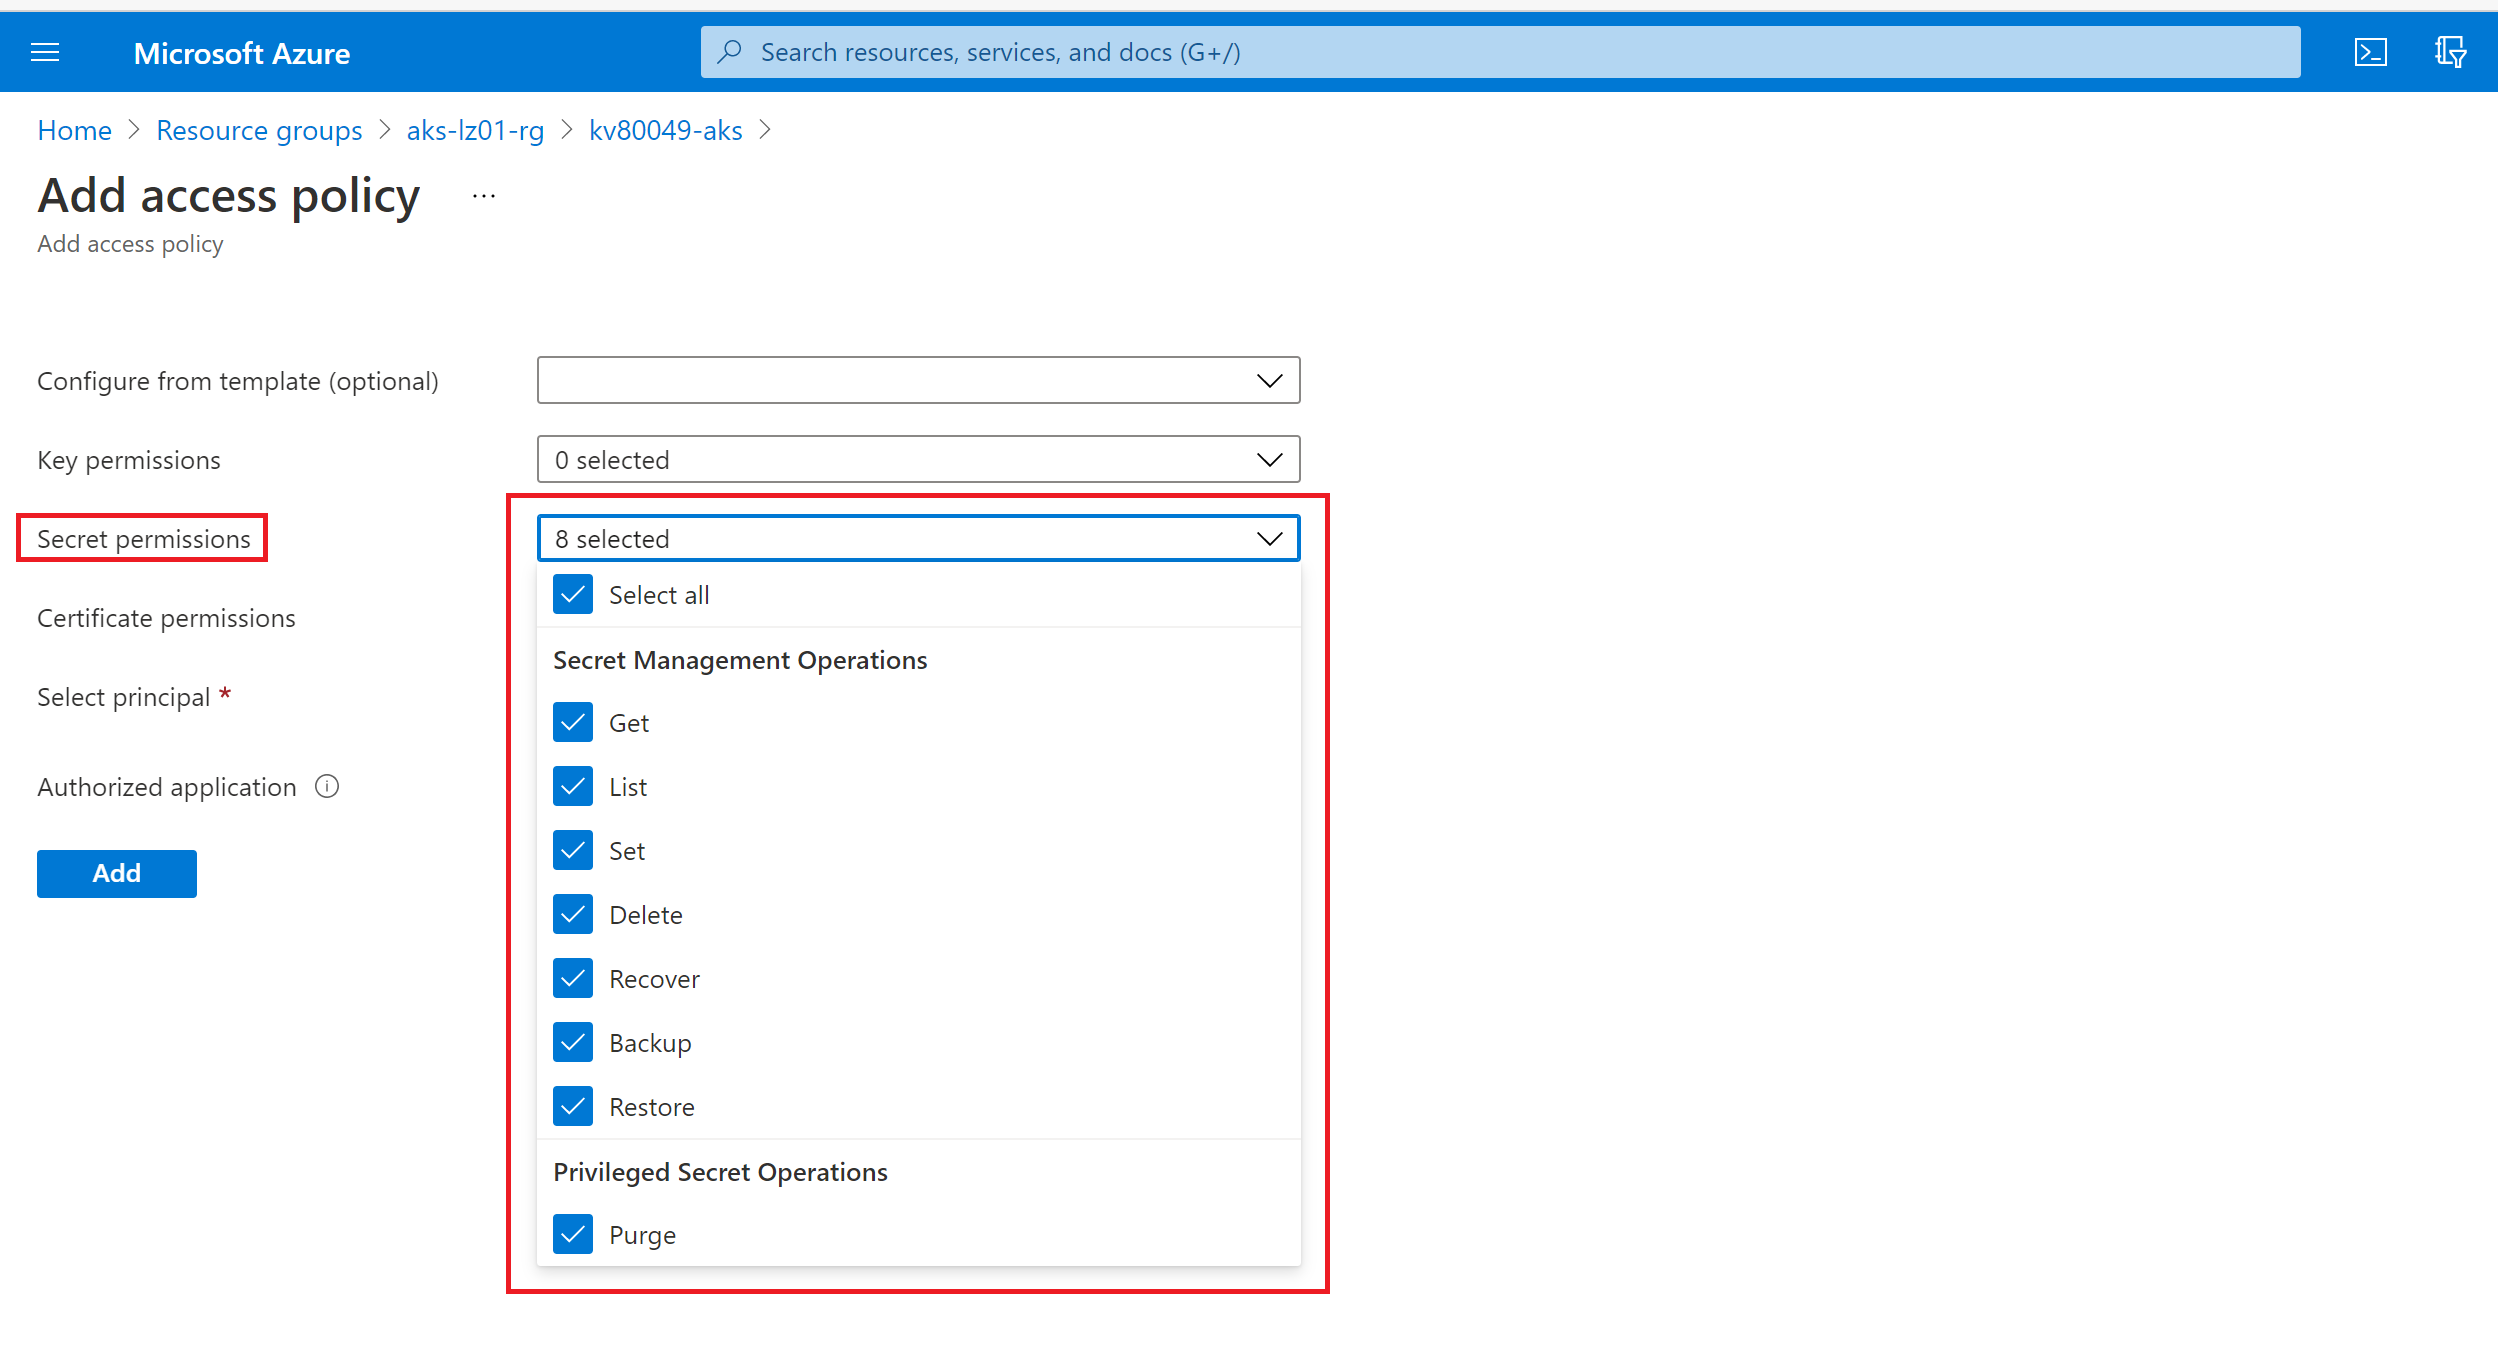 Microsoft Azure
Search resources, services, and docs (G+/)
Home > Resource groups > aks-lz01-rg > kv80049-aks >
Add access policy ...
Add access policy
Configure from template (optional)
Key permissions
0 selected
Secret permissions
8 selected
Select all
Certificate permissions
Secret Management Operations
Select principal *
Get
Authorized application
List
Set
Add
Delete
Recover
Backup
Restore
Privileged Secret Operations
Purge